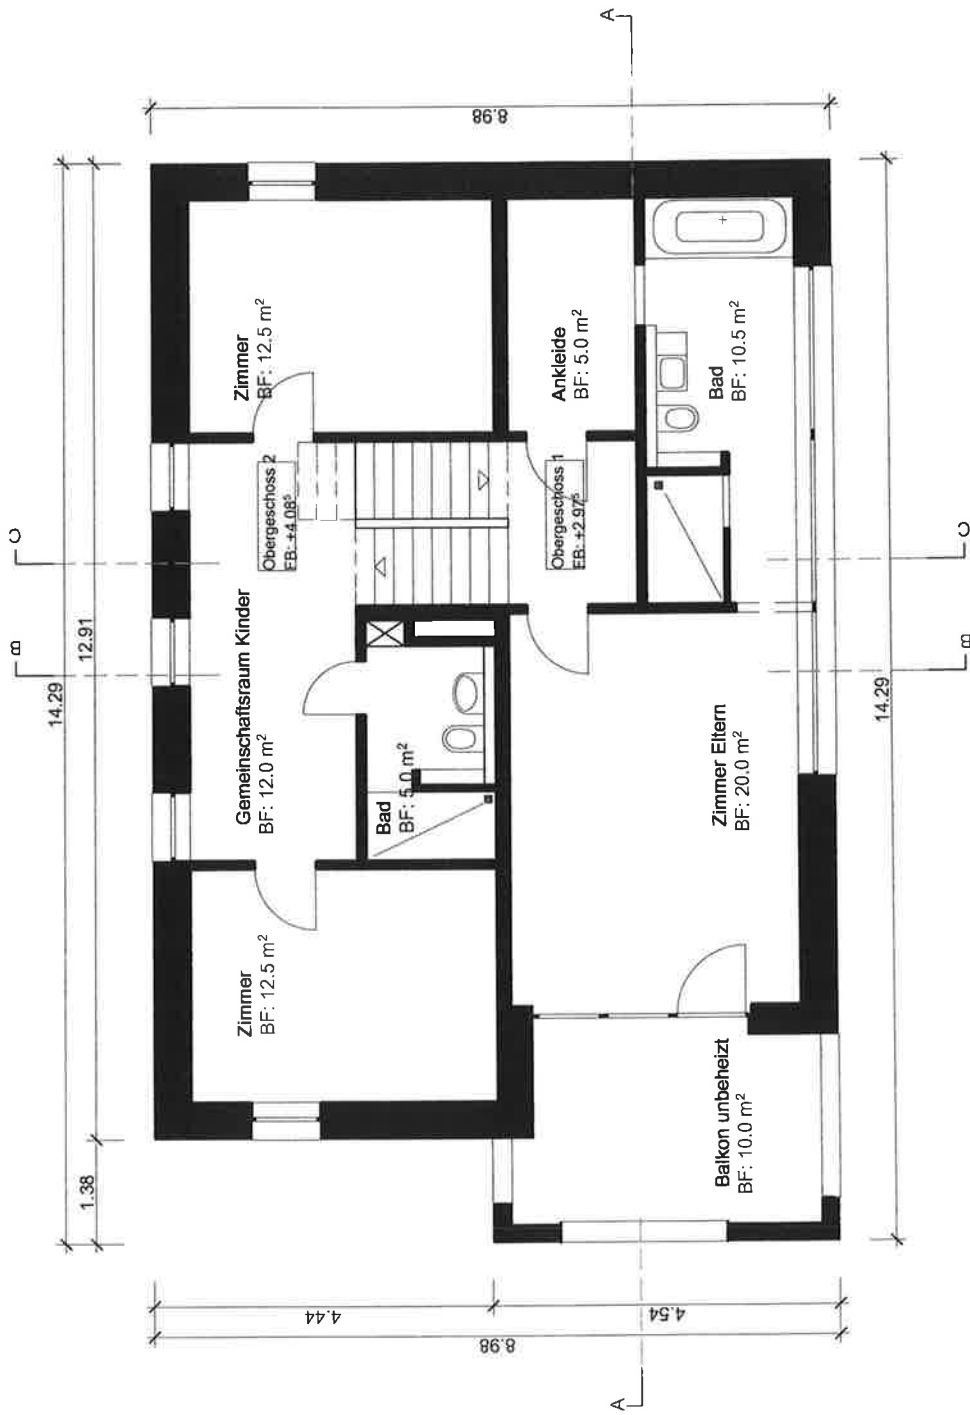 14.29
1.38
12.91
B
C
8.98
4.44
4.54
8.98
Zimmer
BF: 12.5 m²
Gemeinschaftsraum Kinder
BF: 12.0 m²
Obergeschoss 2
FB: +4.08⁵
Zimmer
BF: 12.5 m²
Bad
BF: 5.0 m²
Obergeschoss 1
FB: +2.97⁵
Ankleide
BF: 5.0 m²
Balkon unbeheizt
BF: 10.0 m²
Zimmer Eltern
BF: 20.0 m²
Bad
BF: 10.5 m²
A
A
B
C
14.29